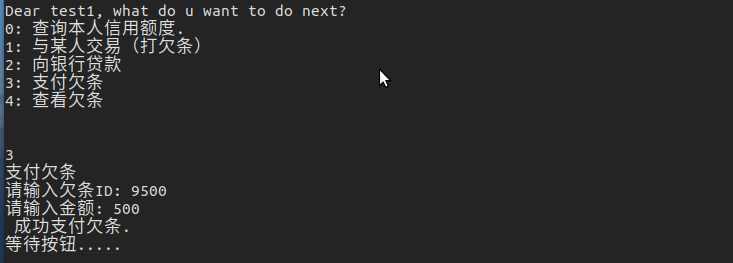 Dear test1, what do u want to do next?
0: 查询本人信用额度.
1: 与某人交易（打欠条）
2: 向银行贷款
3: 支付欠条
4: 查看欠条
3
支付欠条
请输入欠条ID: 9500
请输入金额: 500
成功支付欠条.
等待按钮.....